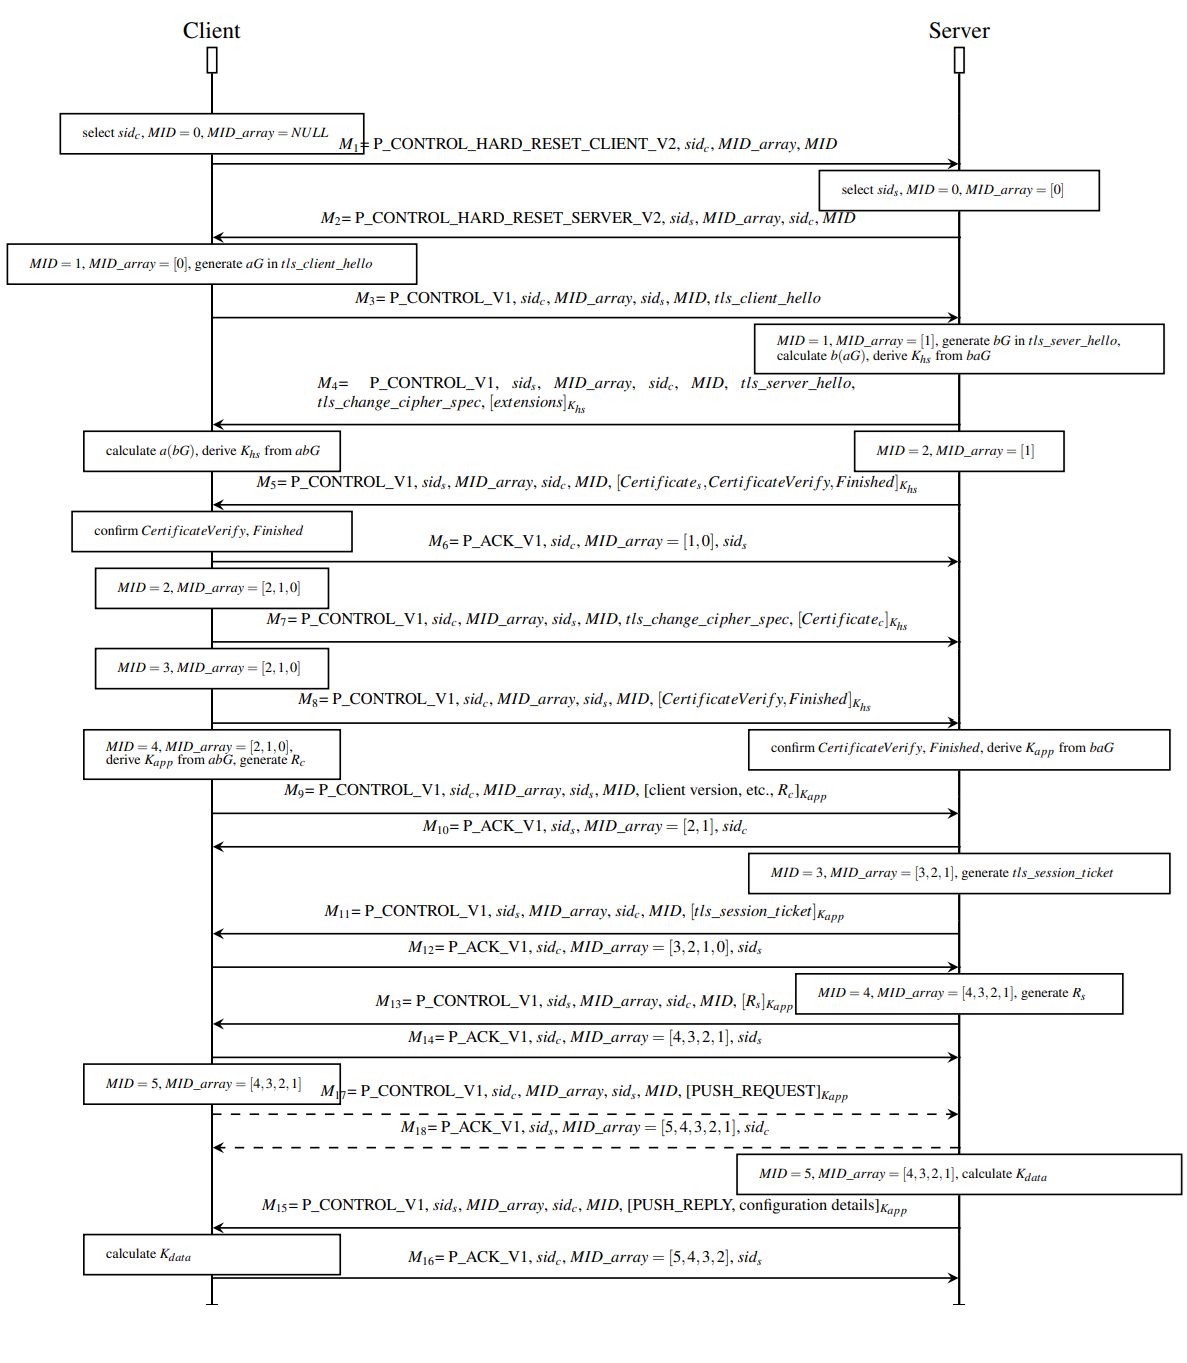 Client
Server
select sid_c, MID = 0, MID_array = NULL
M_1= P_CONTROL_HARD_RESET_CLIENT_V2, sid_c, MID_array, MID
select sid_s, MID = 0, MID_array = [0]
M_2= P_CONTROL_HARD_RESET_SERVER_V2, sid_s, MID_array, sid_c, MID
MID = 1, MID_array = [0], generate aG in tls_client_hello
M_3= P_CONTROL_V1, sid_c, MID_array, sid_s, MID, tls_client_hello
MID = 1, MID_array = [1], generate bG in tls_sever_hello,
calculate b(aG), derive K_hs from baG
M_4= P_CONTROL_V1, sid_s, MID_array, sid_c, MID, tls_server_hello,
tls_change_cipher_spec, [extensions]_K_hs
calculate a(bG), derive K_hs from abG
MID = 2, MID_array = [1]
M_5= P_CONTROL_V1, sid_s, MID_array, sid_c, MID, [Certificate_s,CertificateVerify,Finished]_K_hs
confirm CertificateVerify, Finished
M_6= P_ACK_V1, sid_c, MID_array = [1,0], sid_s
MID = 2, MID_array = [2,1,0]
M_7= P_CONTROL_V1, sid_c, MID_array, sid_s, MID, tls_change_cipher_spec, [Certificate_c]_K_hs
MID = 3, MID_array = [2,1,0]
M_8= P_CONTROL_V1, sid_c, MID_array, sid_s, MID, [CertificateVerify,Finished]_K_hs
MID = 4, MID_array = [2,1,0],
derive K_app from abG, generate R_c
confirm CertificateVerify, Finished, derive K_app from baG
M_9= P_CONTROL_V1, sid_c, MID_array, sid_s, MID, [client version, etc., R_c]_K_app
M_10= P_ACK_V1, sid_s, MID_array = [2,1], sid_c
MID = 3, MID_array = [3,2,1], generate tls_session_ticket
M_11= P_CONTROL_V1, sid_s, MID_array, sid_c, MID, [tls_session_ticket]_K_app
M_12= P_ACK_V1, sid_c, MID_array = [3,2,1,0], sid_s
MID = 4, MID_array = [4,3,2,1], generate R_s
M_13= P_CONTROL_V1, sid_s, MID_array, sid_c, MID, [R_s]_K_app
M_14= P_ACK_V1, sid_c, MID_array = [4,3,2,1], sid_s
MID = 5, MID_array = [4,3,2,1]
M_17= P_CONTROL_V1, sid_c, MID_array, sid_s, MID, [PUSH_REQUEST]_K_app
M_18= P_ACK_V1, sid_s, MID_array = [5,4,3,2,1], sid_c
MID = 5, MID_array = [4,3,2,1], calculate K_data
M_15= P_CONTROL_V1, sid_s, MID_array, sid_c, MID, [PUSH_REPLY, configuration details]_K_app
calculate K_data
M_16= P_ACK_V1, sid_c, MID_array = [5,4,3,2], sid_s